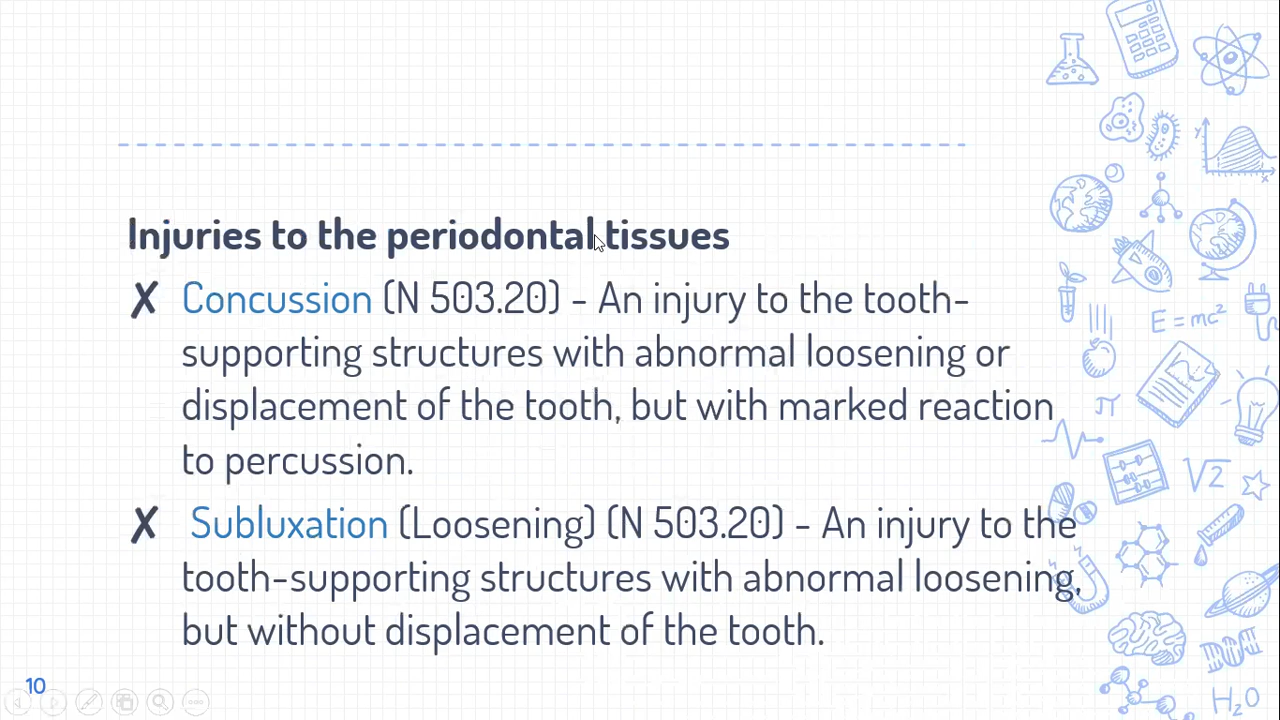 Injuries to the periodontal tissues
✗ Concussion (N 503.20) - An injury to the tooth-
supporting structures with abnormal loosening or
displacement of the tooth, but with marked reaction
to percussion.
✗ Subluxation (Loosening) (N 503.20) - An injury to the
tooth-supporting structures with abnormal loosening,
but without displacement of the tooth.
10
Y
X
E = mc²
π
√2
H₂O